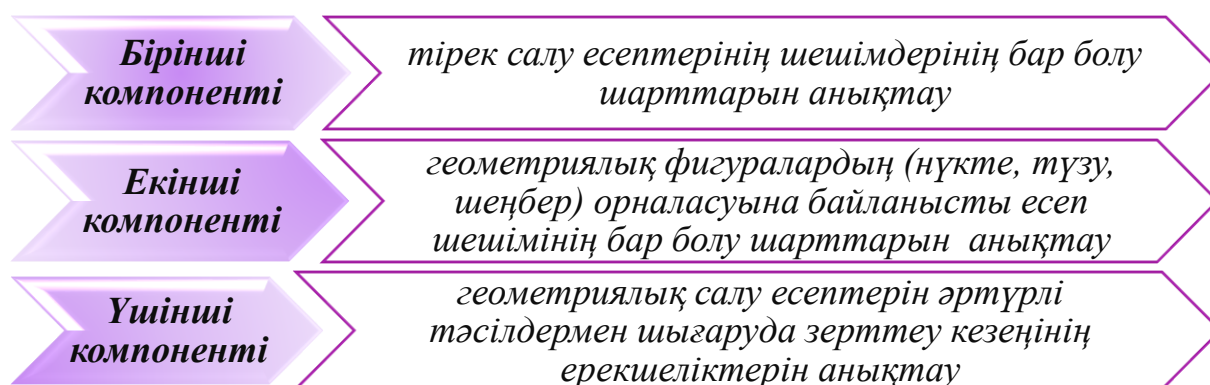 Бірінші
компоненті
тірек салу есептерінің шешімдерінің бар болу
шарттарын анықтау
Екінші
компоненті
геометриялық фигуралардың (нүкте, түзу,
шеңбер) орналасуына байланысты есеп
шешімінің бар болу шарттарын анықтау
Үшінші
компоненті
геометриялық салу есептерін әртүрлі
тәсілдермен шығаруда зерттеу кезеңінің
ерекшеліктерін анықтау